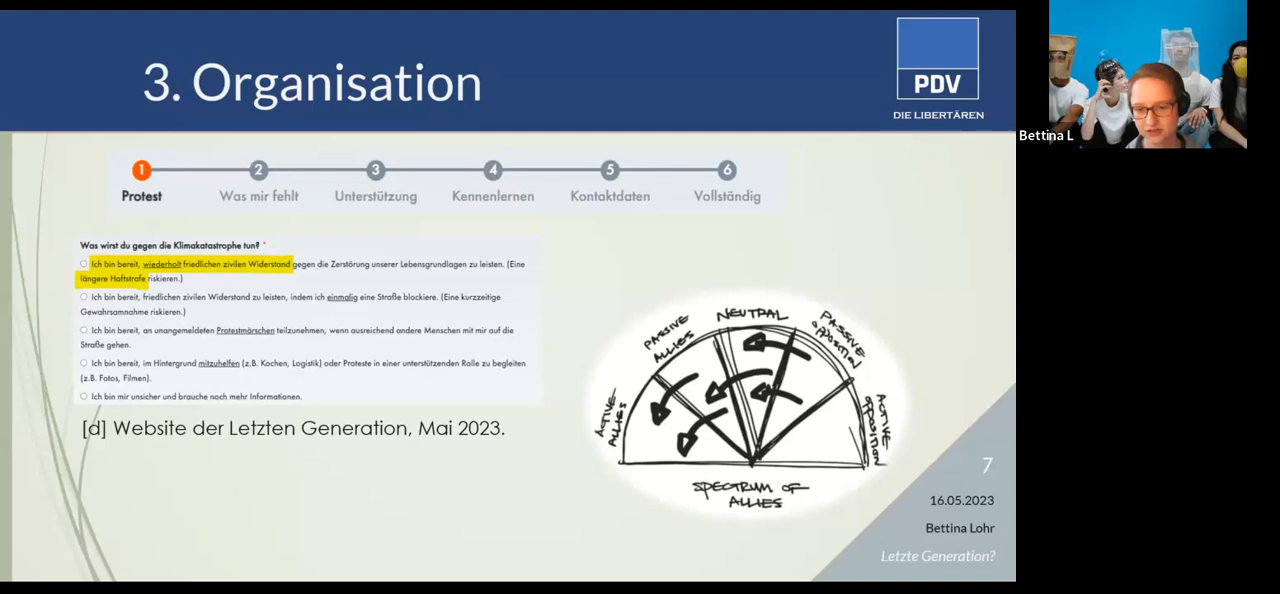 3. Organisation
PDV
DIE LIBERTÄREN
1 2 3 4 5 6
Protest Was mir fehlt Unterstützung Kennenlernen Kontaktdaten Vollständig
Was wirst du gegen die Klimakatastrophe tun? *
Ich bin bereit, wiederholt friedlichen zivilen Widerstand gegen die Zerstörung unserer Lebensgrundlagen zu leisten. (Eine
längere Haftstrafe riskieren.)
Ich bin bereit, friedlichen zivilen Widerstand zu leisten, indem ich einmalig eine Straße blockiere. (Eine kurzzeitige
Gewahrsamnahme riskieren.)
Ich bin bereit, an unangemeldeten Protestmärschen teilzunehmen, wenn ausreichend andere Menschen mit mir auf die
Straße gehen.
Ich bin bereit, im Hintergrund mitzuhelfen (z.B. Kochen, Logistik) oder Proteste in einer unterstützenden Rolle zu begleiten
(z.B. Fotos, Filmen).
Ich bin mir unsicher und brauche noch mehr Informationen.
[d] Website der Letzten Generation, Mai 2023.
ACTIVE
ALLIES
PASSIVE
ALLIES
NEUTRAL
PASSIVE
opposition
ACTIVE
opposition
SPECTRUM OF
ALLIES
7
16.05.2023
Bettina Lohr
Letzte Generation?
Bettina L